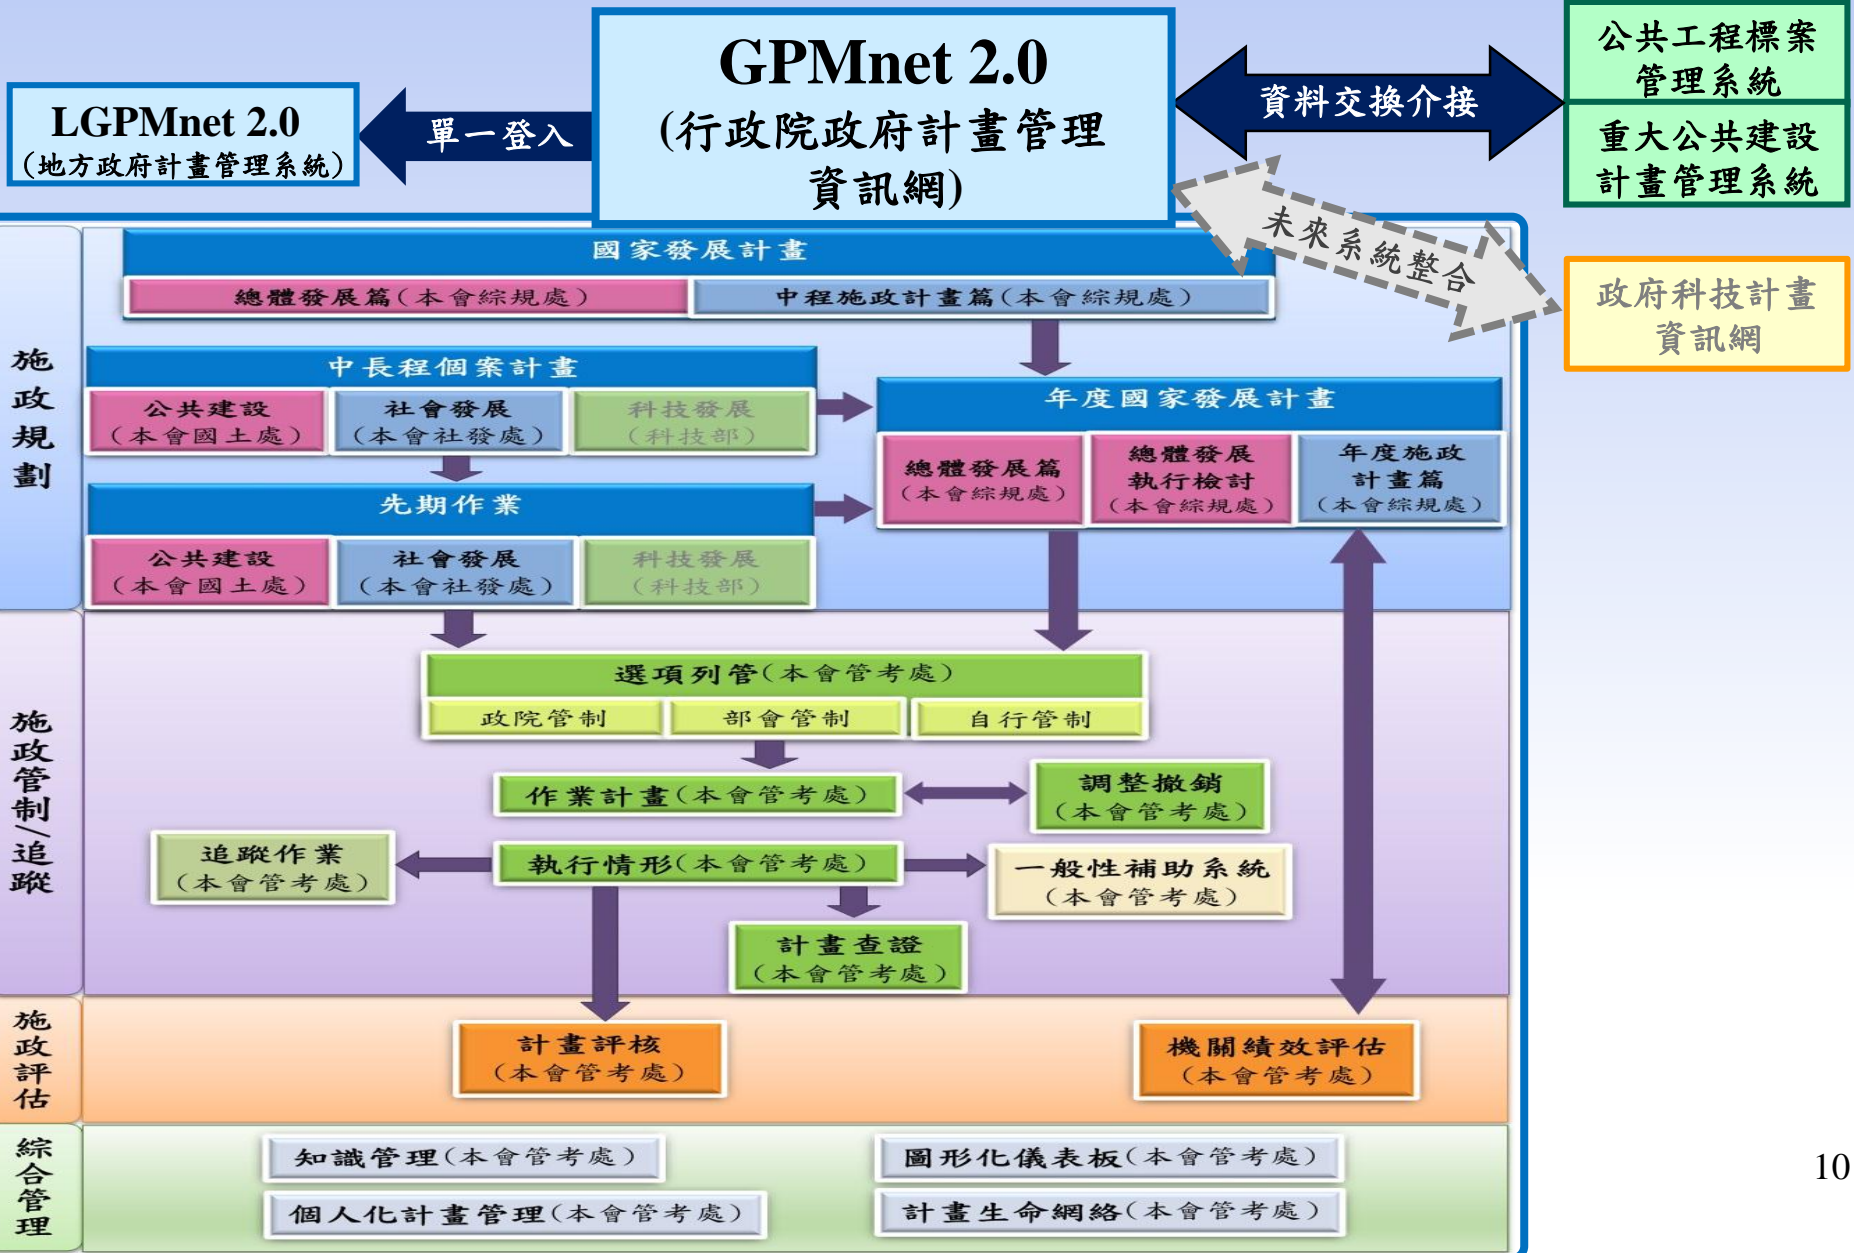 GPMnet 2.0
(行政院政府計畫管理
資訊網)
LGPMnet 2.0
(地方政府計畫管理系統)
單一登入
資料交換介接
公共工程標案
管理系統
重大公共建設
計畫管理系統
未來系統整合
政府科技計畫
資訊網
施政規劃
國家發展計畫
總體發展篇(本會綜規處)
中程施政計畫篇(本會綜規處)
中長程個案計畫
公共建設
(本會國土處)
社會發展
(本會社發處)
科技發展
(科技部)
年度國家發展計畫
總體發展篇
(本會綜規處)
總體發展
執行檢討
(本會綜規處)
年度施政
計畫篇
(本會綜規處)
先期作業
公共建設
(本會國土處)
社會發展
(本會社發處)
科技發展
(科技部)
施政管制/追蹤
選項列管(本會管考處)
政院管制
部會管制
自行管制
作業計畫(本會管考處)
調整撤銷
(本會管考處)
追蹤作業
(本會管考處)
執行情形(本會管考處)
一般性補助系統
(本會管考處)
計畫查證
(本會管考處)
施政評估
計畫評核
(本會管考處)
機關績效評估
(本會管考處)
綜合管理
知識管理(本會管考處)
圖形化儀表板(本會管考處)
個人化計畫管理(本會管考處)
計畫生命網絡(本會管考處)
10